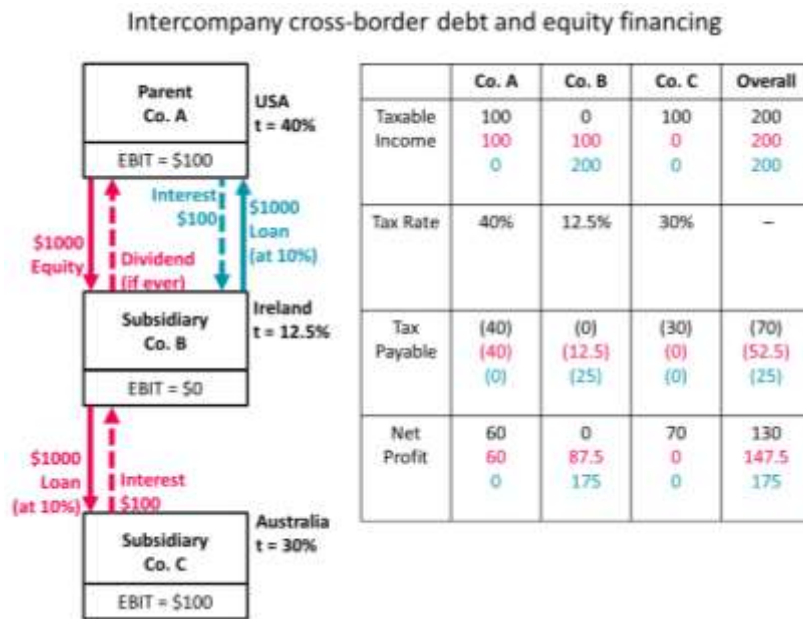 Intercompany cross-border debt and equity financing
Parent
Co. A
USA
t = 40%
EBIT = $100
Interest
$100
$1000
Loan
(at 10%)
$1000
Equity
Dividend
(if ever)
Subsidiary
Co. B
Ireland
t = 12.5%
EBIT = $0
$1000
Loan
(at 10%)
Interest
$100
Subsidiary
Co. C
Australia
t = 30%
EBIT = $100
Co. A Co. B Co. C Overall
Taxable 100 0 100 200
Income 100 100 0 200
0 200 0 200
Tax Rate 40% 12.5% 30% –
Tax (40) (0) (30) (70)
Payable (40) (12.5) (0) (52.5)
(0) (25) (0) (25)
Net 60 0 70 130
Profit 60 87.5 0 147.5
0 175 0 175